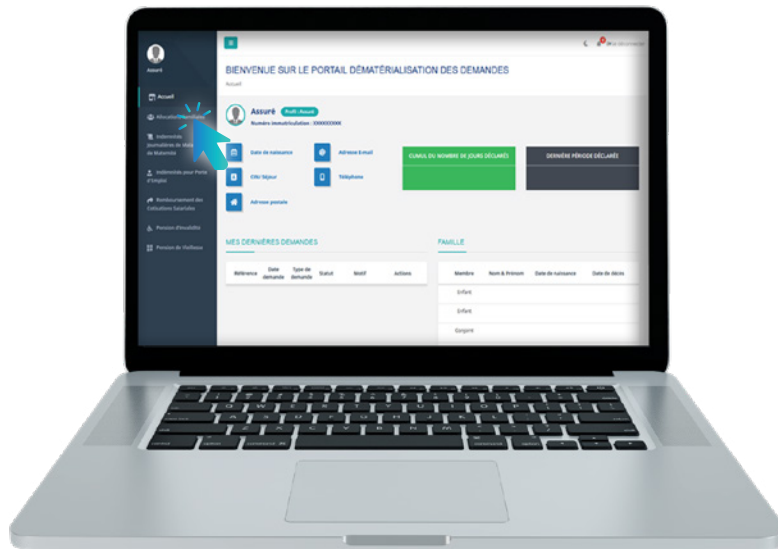 Assuré
Accueil
Allocations familiales
Indemnités
Journalières de
de Maternité
Indemnités pour Perte
d'Emploi
Remboursement des
Cotisations Salariales
Pension d'Invalidité
Pension de Vieillesse
BIENVENUE SUR LE PORTAIL DÉMATÉRIALISATION DES DEMANDES
Accueil
Assuré
Profil : Assuré
Numéro immatriculation : XXXXXXXXX
Date de naissance
Adresse E-mail
CIN/ Séjour
Téléphone
Adresse postale
CUMUL DU NOMBRE DE JOURS DÉCLARÉS
DERNIÈRE PÉRIODE DÉCLARÉE
MES DERNIÈRES DEMANDES
Référence Date demande Type de demande Statut Motif Actions
FAMILLE
Membre Nom & Prénom Date de naissance Date de décès
Enfant
Enfant
Conjoint